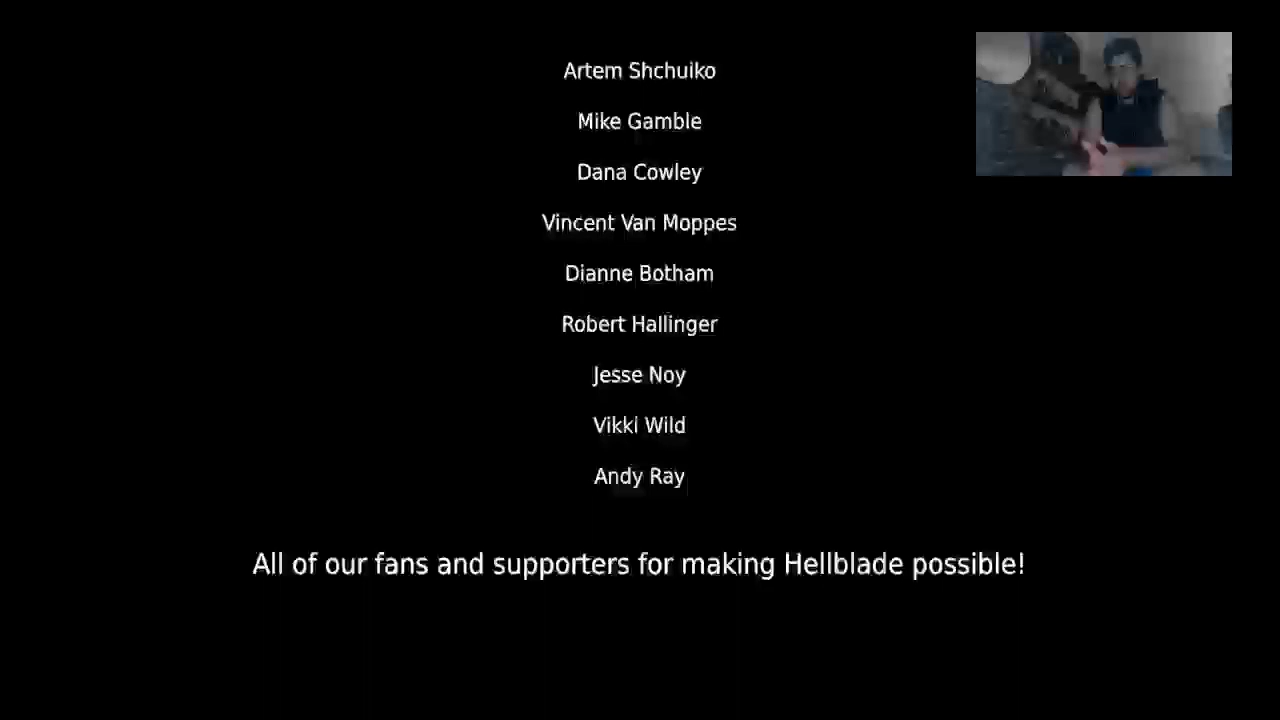 Artem Shchuiko
Mike Gamble
Dana Cowley
Vincent Van Moppes
Dianne Botham
Robert Hallinger
Jesse Noy
Vikki Wild
Andy Ray
All of our fans and supporters for making Hellblade possible!